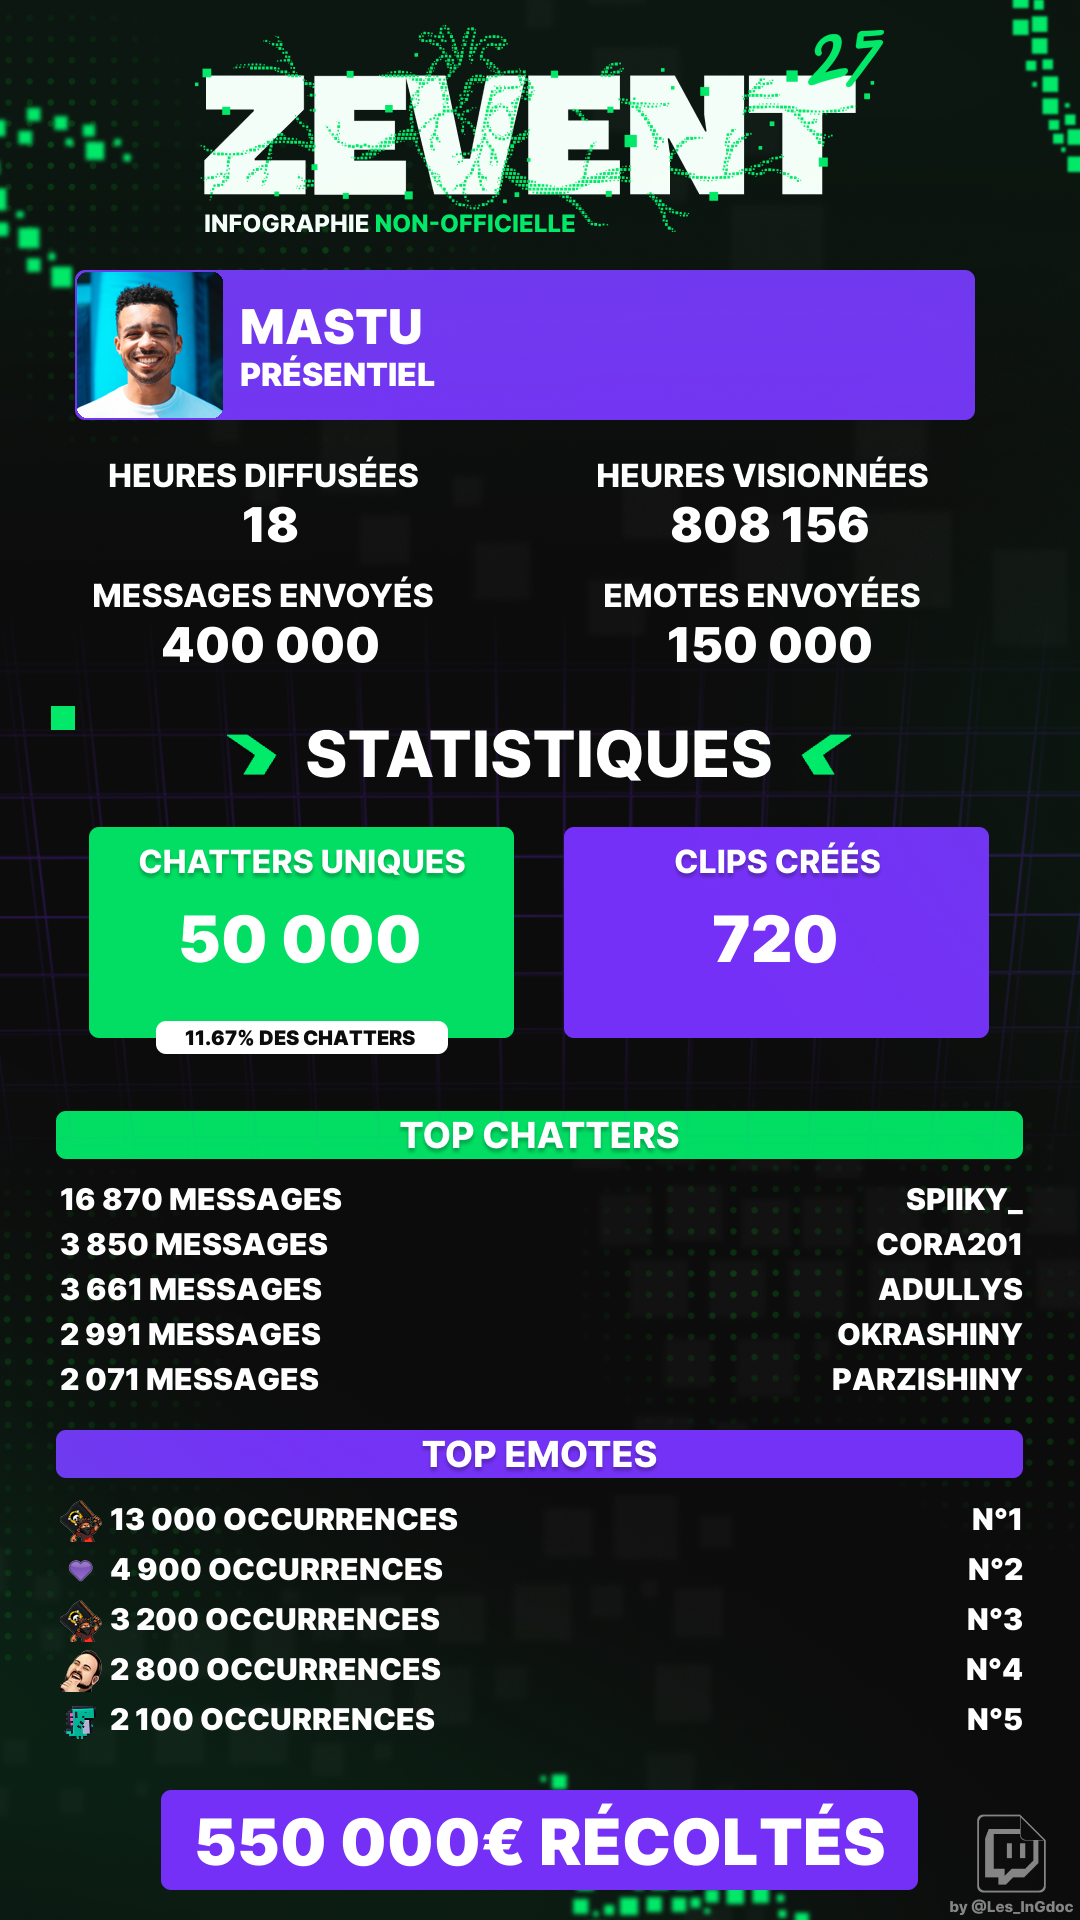 ZEVENT 25
INFOGRAPHIE NON-OFFICIELLE
MASTU
PRÉSENTIEL
HEURES DIFFUSÉES
18
HEURES VISIONNÉES
808 156
MESSAGES ENVOYÉS
400 000
EMOTES ENVOYÉES
150 000
STATISTIQUES
CHATTERS UNIQUES
50 000
11.67% DES CHATTERS
CLIPS CRÉÉS
720
TOP CHATTERS
16 870 MESSAGES SPIIKY_
3 850 MESSAGES CORA201
3 661 MESSAGES ADULLYS
2 991 MESSAGES OKRASHINY
2 071 MESSAGES PARZISHINY
TOP EMOTES
13 000 OCCURRENCES N°1
4 900 OCCURRENCES N°2
3 200 OCCURRENCES N°3
2 800 OCCURRENCES N°4
2 100 OCCURRENCES N°5
550 000€ RÉCOLTÉS
by @Les_InGdoc